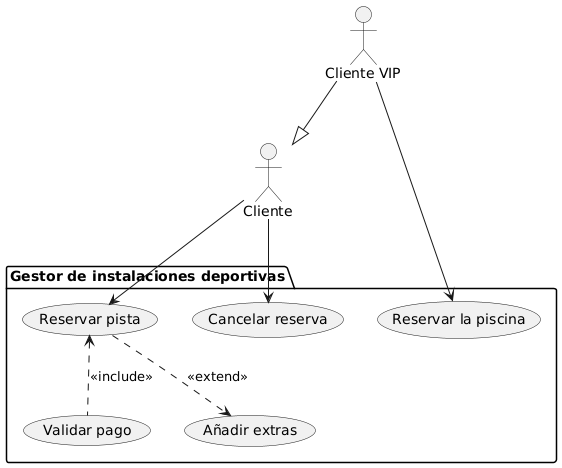 Cliente VIP
Cliente
Gestor de instalaciones deportivas
Reservar pista
Cancelar reserva
Reservar la piscina
«include»
«extend»
Validar pago
Añadir extras